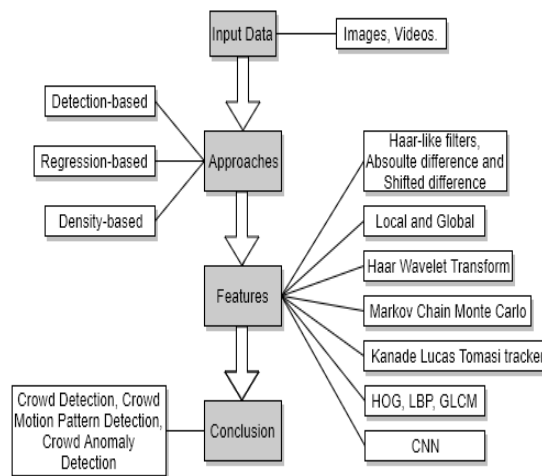 Input Data
Images, Videos.
Detection-based
Regression-based
Density-based
Approaches
Haar-like filters,
Absoulte difference and
Shifted difference
Local and Global
Haar Wavelet Transform
Features
Markov Chain Monte Carlo
Kanade Lucas Tomasi tracker
HOG, LBP, GLCM
CNN
Crowd Detection, Crowd
Motion Pattern Detection,
Crowd Anomaly
Detection
Conclusion